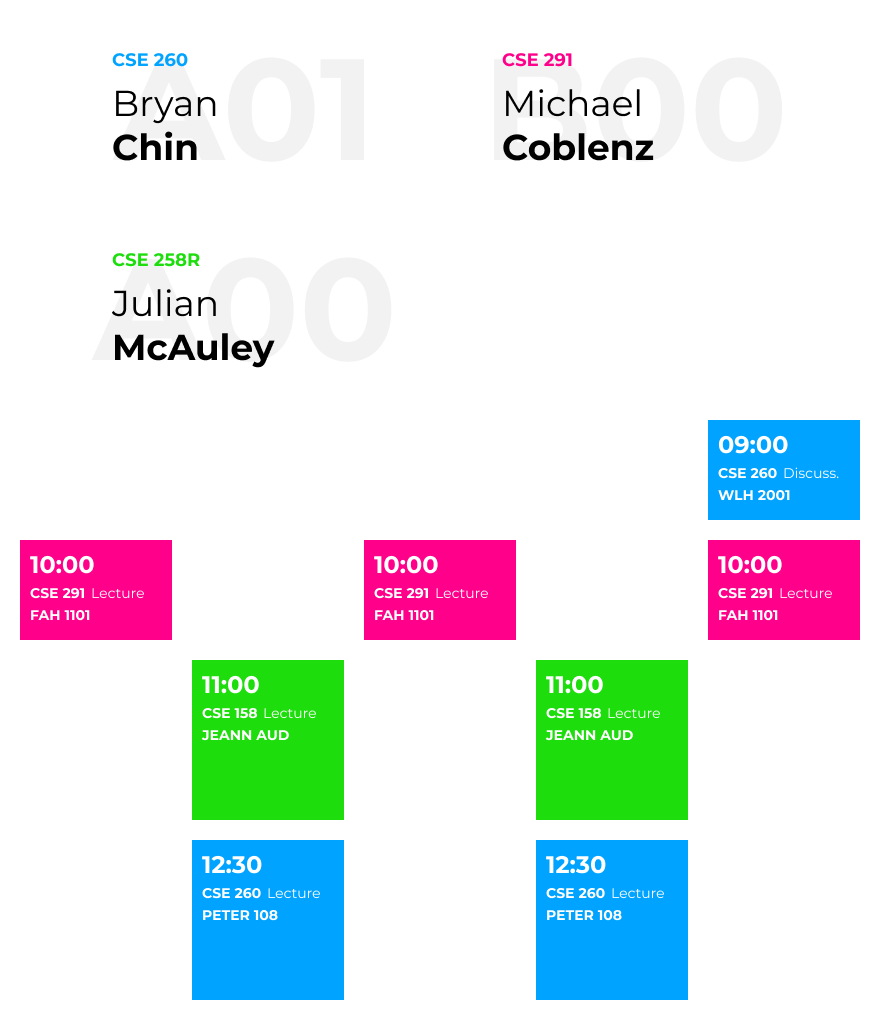 CSE 260
A01
Bryan
Chin
CSE 291
B00
Michael
Coblenz
CSE 258R
A00
Julian
McAuley
09:00
CSE 260 Discuss.
WLH 2001
10:00
CSE 291 Lecture
FAH 1101
10:00
CSE 291 Lecture
FAH 1101
10:00
CSE 291 Lecture
FAH 1101
11:00
CSE 158 Lecture
JEANN AUD
11:00
CSE 158 Lecture
JEANN AUD
12:30
CSE 260 Lecture
PETER 108
12:30
CSE 260 Lecture
PETER 108